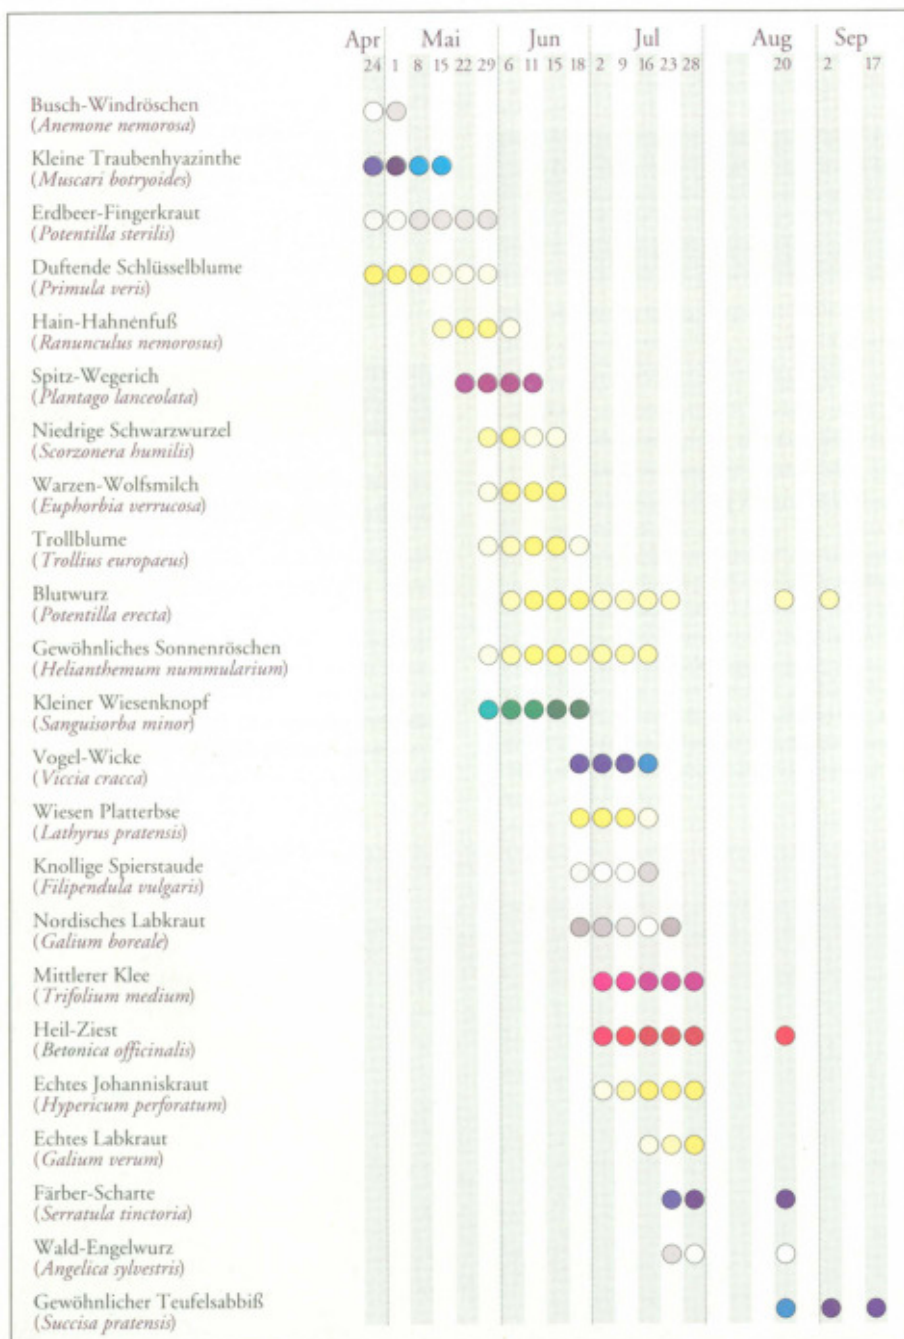 Apr Mai Jun Jul Aug Sep
24 1 8 15 22 29 6 11 15 18 2 9 16 23 28 20 2 17
Busch-Windröschen
(Anemone nemorosa)
Kleine Traubenhyazinthe
(Muscari botryoides)
Erdbeer-Fingerkraut
(Potentilla sterilis)
Duftende Schlüsselblume
(Primula veris)
Hain-Hahnenfuß
(Ranunculus nemorosus)
Spitz-Wegerich
(Plantago lanceolata)
Niedrige Schwarzwurzel
(Scorzonera humilis)
Warzen-Wolfsmilch
(Euphorbia verrucosa)
Trollblume
(Trollius europaeus)
Blutwurz
(Potentilla erecta)
Gewöhnliches Sonnenröschen
(Helianthemum nummularium)
Kleiner Wiesenknopf
(Sanguisorba minor)
Vogel-Wicke
(Viccia cracca)
Wiesen Platterbse
(Lathyrus pratensis)
Knollige Spierstaude
(Filipendula vulgaris)
Nordisches Labkraut
(Galium boreale)
Mittlerer Klee
(Trifolium medium)
Heil-Ziest
(Betonica officinalis)
Echtes Johanniskraut
(Hypericum perforatum)
Echtes Labkraut
(Galium verum)
Färber-Scharte
(Serratula tinctoria)
Wald-Engelwurz
(Angelica sylvestris)
Gewöhnlicher Teufelsabbiß
(Succisa pratensis)